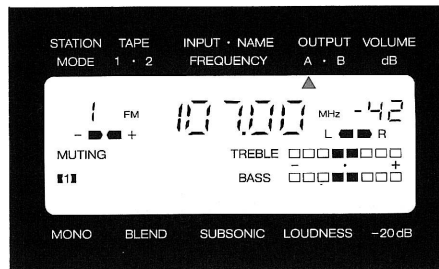 STATION TAPE INPUT · NAME OUTPUT VOLUME
MODE 1 · 2 FREQUENCY A · B dB
1 FM 107.00 MHz -42
- + L R
MUTING TREBLE
- · +
[1] BASS
MONO BLEND SUBSONIC LOUDNESS -20dB